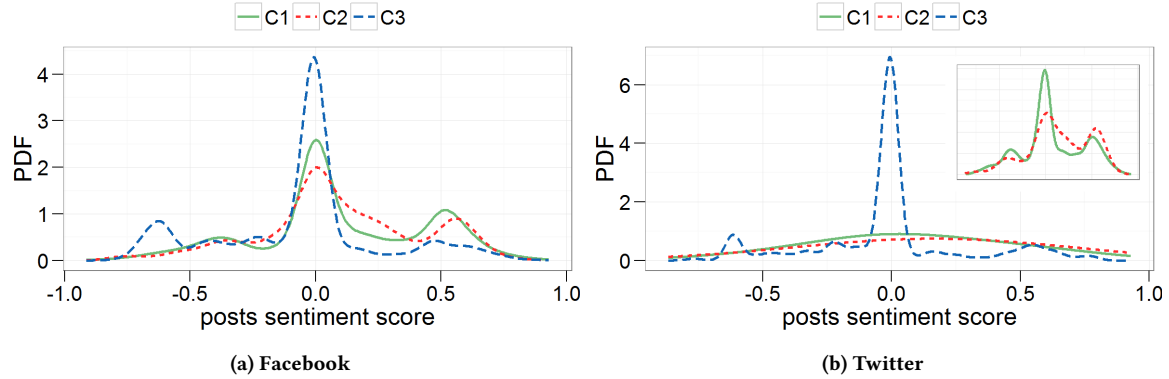 C1 C2 C3
PDF
4
3
2
1
0
-1.0 -0.5 0.0 0.5 1.0
posts sentiment score
(a) Facebook
C1 C2 C3
PDF
6
4
2
0
-0.5 0.0 0.5 1.0
posts sentiment score
(b) Twitter